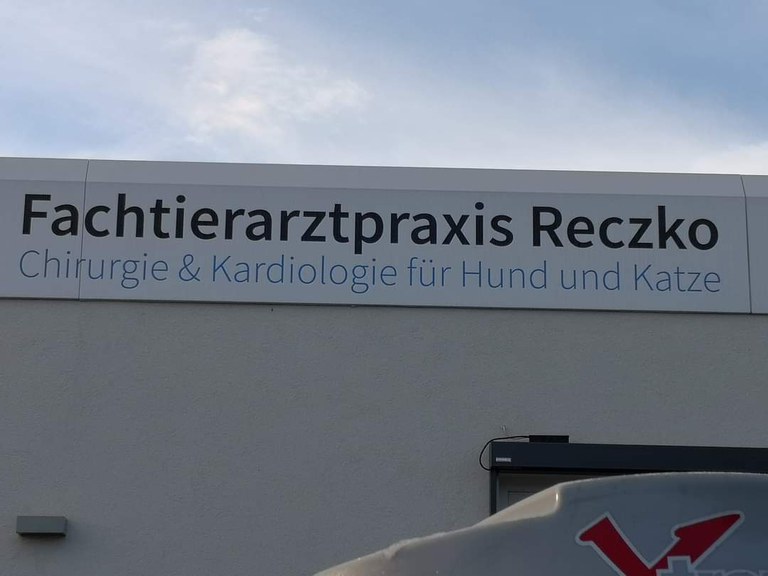 Fachtierarztpraxis Reczko
Chirurgie & Kardiologie für Hund und Katze